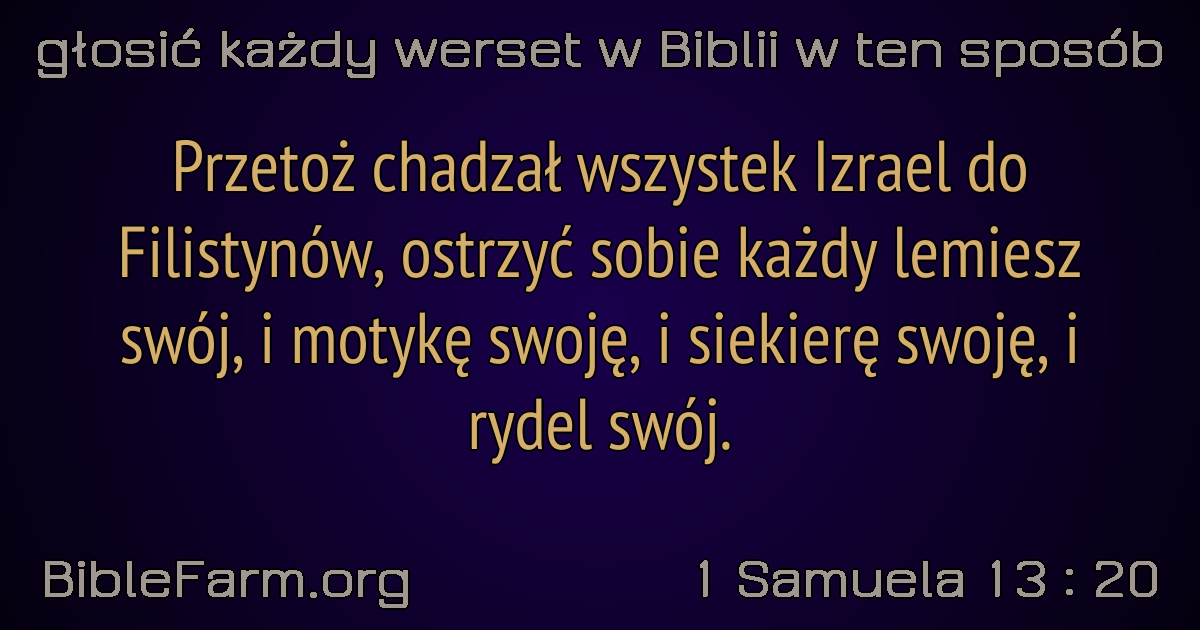 głosić każdy werset w Biblii w ten sposób
Przetoż chadzał wszystek Izrael do
Filistynów, ostrzyć sobie każdy lemiesz
swój, i motykę swoję, i siekierę swoję, i
rydel swój.
BibleFarm.org
1 Samuela 13 : 20